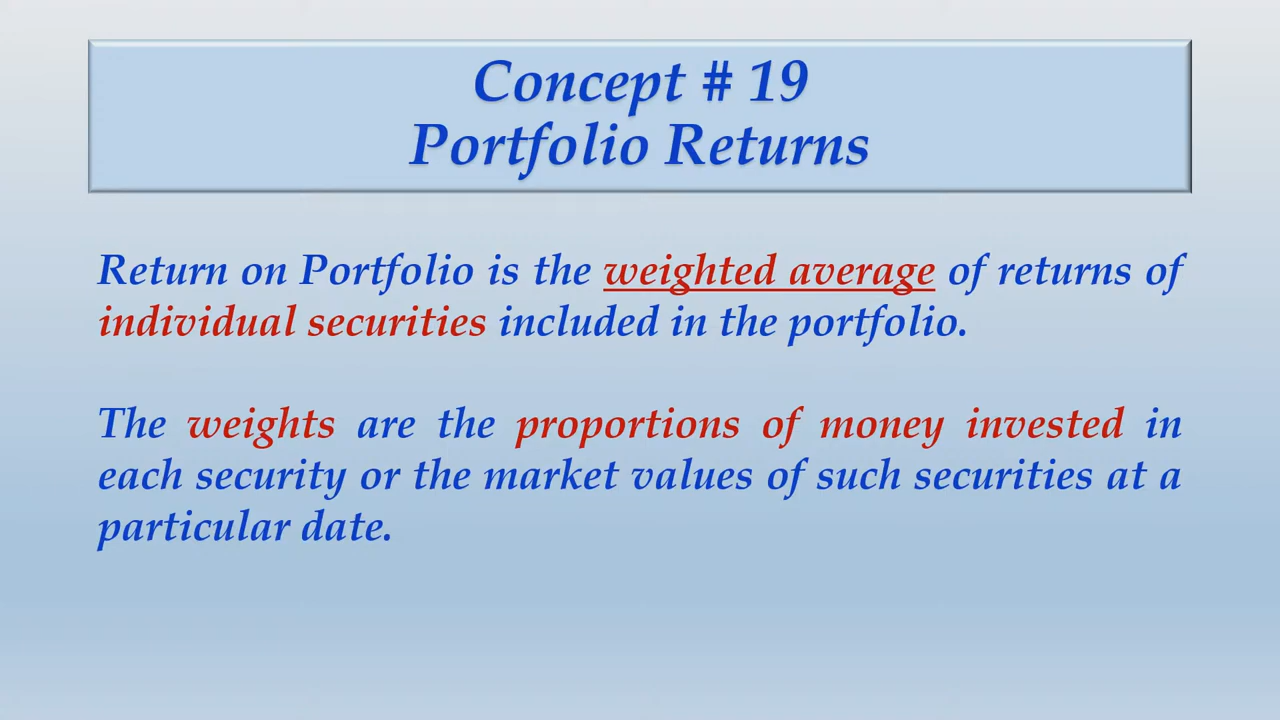 Concept # 19
Portfolio Returns
Return on Portfolio is the weighted average of returns of
individual securities included in the portfolio.
The weights are the proportions of money invested in
each security or the market values of such securities at a
particular date.